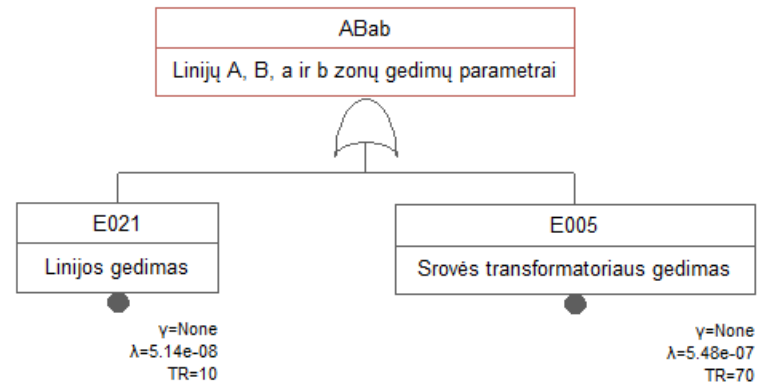 ABab
Linijų A, B, a ir b zonų gedimų parametrai
E021
Linijos gedimas
E005
Srovės transformatoriaus gedimas
γ=None
λ=5.14e-08
TR=10
γ=None
λ=5.48e-07
TR=70